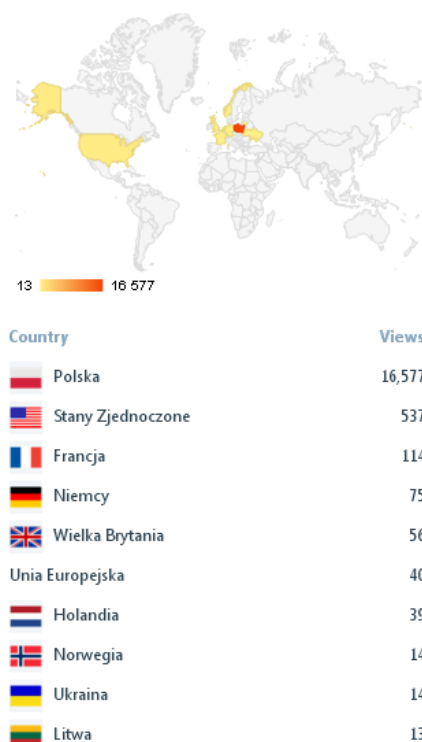 13 16 577
Country Views
Polska 16,577
Stany Zjednoczone 537
Francja 114
Niemcy 75
Wielka Brytania 56
Unia Europejska 40
Holandia 39
Norwegia 14
Ukraina 14
Litwa 13